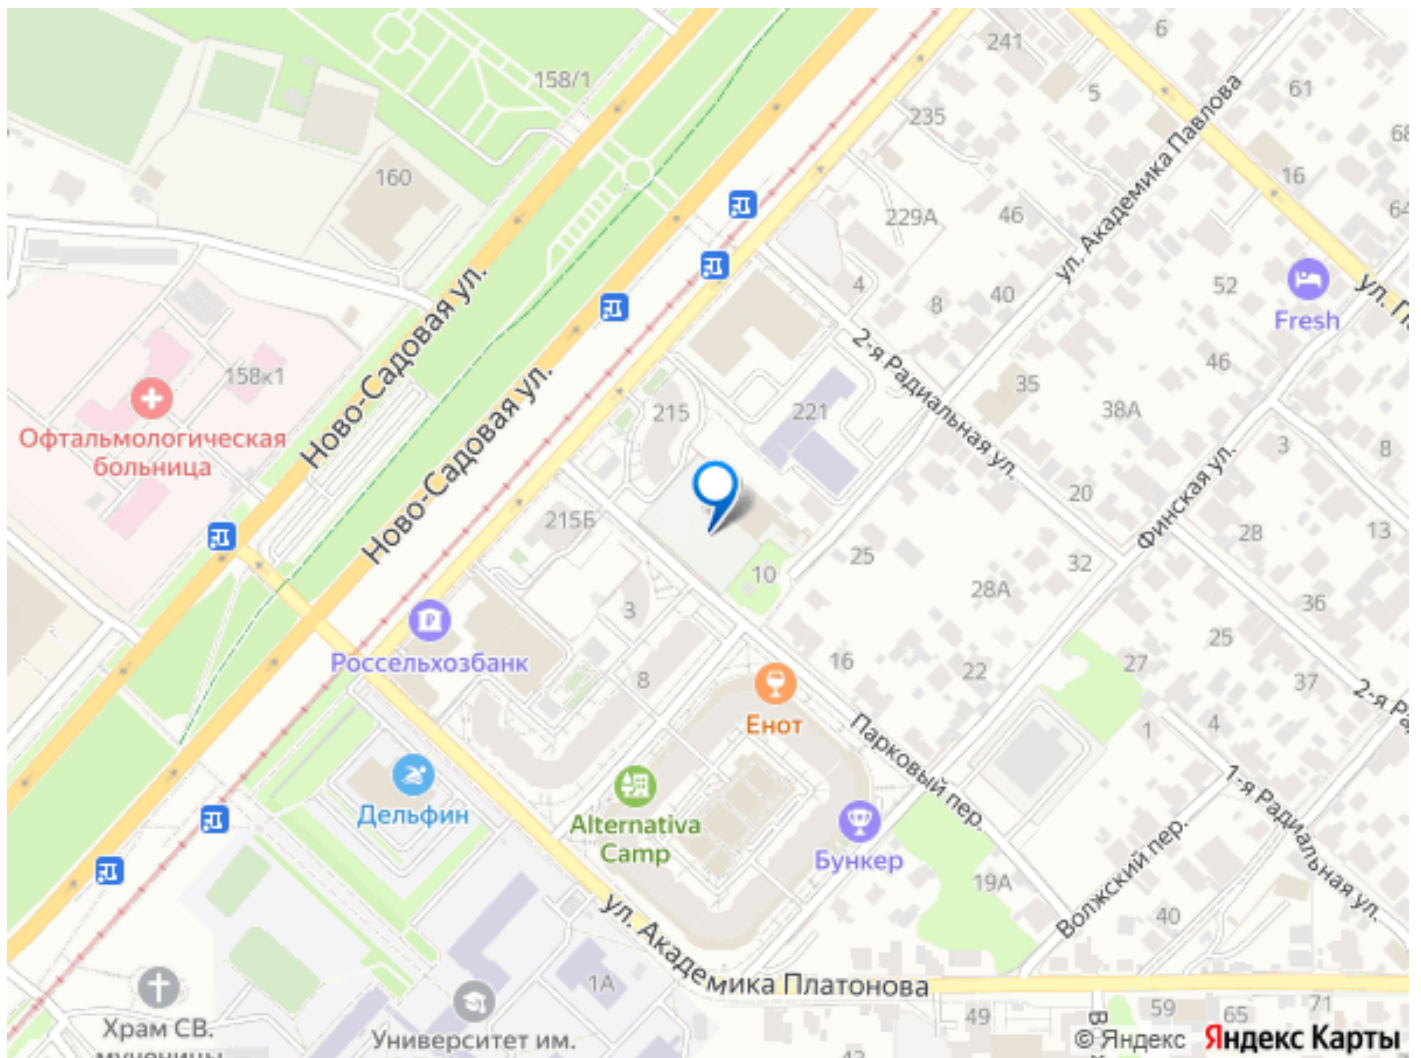 241
6
61
5
158/1
235
68
ул. Академика Павлова
160
16
64
229А
46
4
8
40
52
ул. П
Fresh
2-я Радиальная ул.
Ново-Садовая ул.
158к1
46
35
215
221
38А
Офтальмологическая
больница
3
8
Ново-Садовая ул.
Финская ул.
20
215Б
28
13
25
32
10
28А
3
36
Россельхозбанк
25
16
22
27
8
37
2-я Рад
Енот
Парковый пер.
1
4
Дельфин
Alternativa
Camp
1-я Радиальная ул.
Бункер
19А
Волжский пер.
40
ул. Академика Платонова
1А
59
65
71
49
В
Храм СВ.
мученицы
Университет им.
43
© Яндекс Яндекс Карты